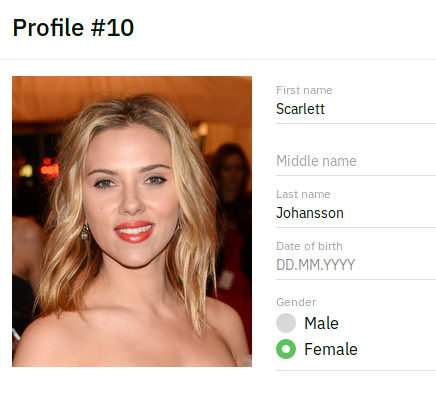 Profile #10
First name
Scarlett
Middle name
Last name
Johansson
Date of birth
DD.MM.YYYY
Gender
Male
Female